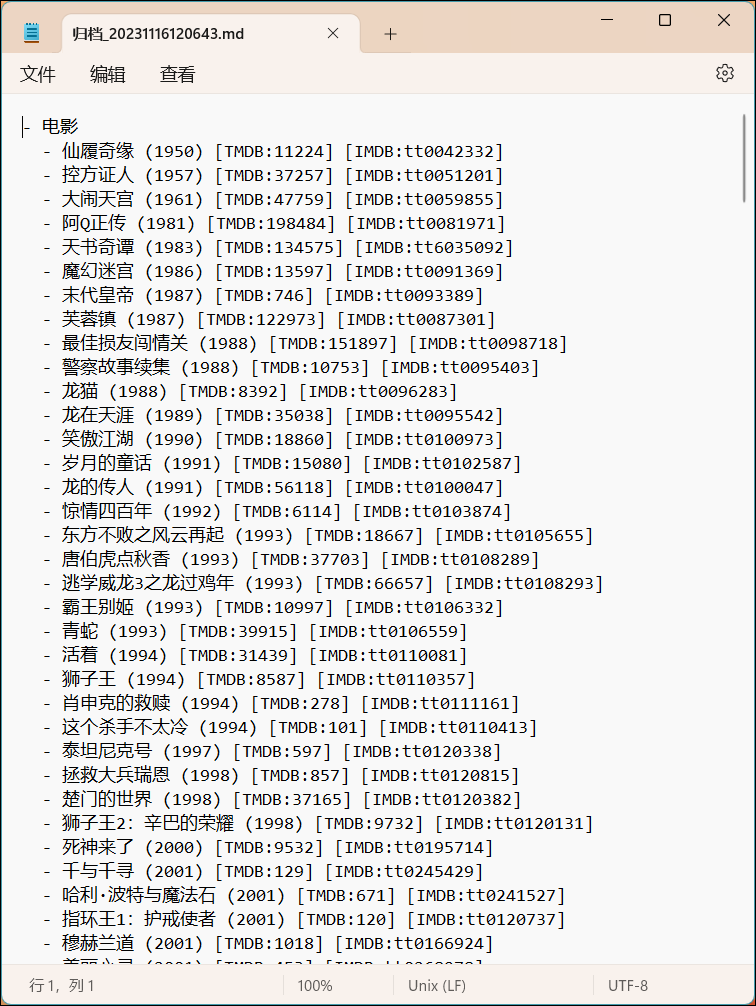 归档_20231116120643.md
文件 编辑 查看
- 电影
- 仙履奇缘 (1950) [TMDB:11224] [IMDB:tt0042332]
- 控方证人 (1957) [TMDB:37257] [IMDB:tt0051201]
- 大闹天宫 (1961) [TMDB:47759] [IMDB:tt0059855]
- 阿Q正传 (1981) [TMDB:198484] [IMDB:tt0081971]
- 天书奇谭 (1983) [TMDB:134575] [IMDB:tt6035092]
- 魔幻迷宫 (1986) [TMDB:13597] [IMDB:tt0091369]
- 末代皇帝 (1987) [TMDB:746] [IMDB:tt0093389]
- 芙蓉镇 (1987) [TMDB:122973] [IMDB:tt0087301]
- 最佳损友闯情关 (1988) [TMDB:151897] [IMDB:tt0098718]
- 警察故事续集 (1988) [TMDB:10753] [IMDB:tt0095403]
- 龙猫 (1988) [TMDB:8392] [IMDB:tt0096283]
- 龙在天涯 (1989) [TMDB:35038] [IMDB:tt0095542]
- 笑傲江湖 (1990) [TMDB:18860] [IMDB:tt0100973]
- 岁月的童话 (1991) [TMDB:15080] [IMDB:tt0102587]
- 龙的传人 (1991) [TMDB:56118] [IMDB:tt0100047]
- 惊情四百年 (1992) [TMDB:6114] [IMDB:tt0103874]
- 东方不败之风云再起 (1993) [TMDB:18667] [IMDB:tt0105655]
- 唐伯虎点秋香 (1993) [TMDB:37703] [IMDB:tt0108289]
- 逃学威龙3之龙过鸡年 (1993) [TMDB:66657] [IMDB:tt0108293]
- 霸王别姬 (1993) [TMDB:10997] [IMDB:tt0106332]
- 青蛇 (1993) [TMDB:39915] [IMDB:tt0106559]
- 活着 (1994) [TMDB:31439] [IMDB:tt0110081]
- 狮子王 (1994) [TMDB:8587] [IMDB:tt0110357]
- 肖申克的救赎 (1994) [TMDB:278] [IMDB:tt0111161]
- 这个杀手不太冷 (1994) [TMDB:101] [IMDB:tt0110413]
- 泰坦尼克号 (1997) [TMDB:597] [IMDB:tt0120338]
- 拯救大兵瑞恩 (1998) [TMDB:857] [IMDB:tt0120815]
- 楚门的世界 (1998) [TMDB:37165] [IMDB:tt0120382]
- 狮子王2：辛巴的荣耀 (1998) [TMDB:9732] [IMDB:tt0120131]
- 死神来了 (2000) [TMDB:9532] [IMDB:tt0195714]
- 千与千寻 (2001) [TMDB:129] [IMDB:tt0245429]
- 哈利·波特与魔法石 (2001) [TMDB:671] [IMDB:tt0241527]
- 指环王1：护戒使者 (2001) [TMDB:120] [IMDB:tt0120737]
- 穆赫兰道 (2001) [TMDB:1018] [IMDB:tt0166924]
行 1，列 1 100% Unix (LF) UTF-8